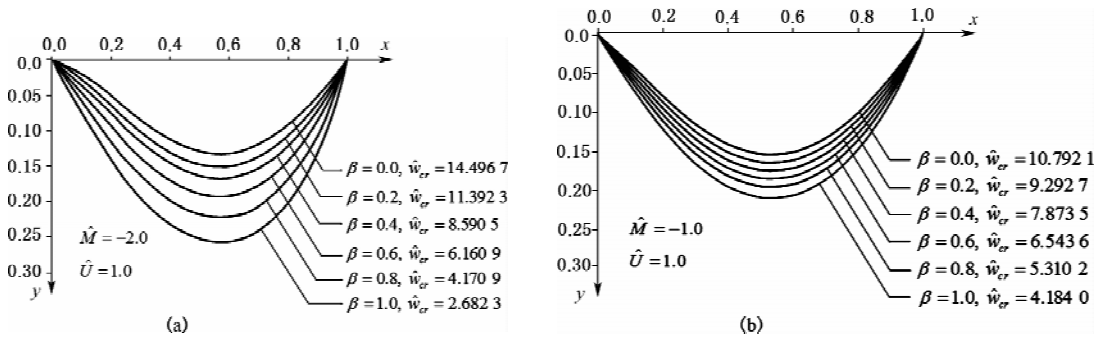 0.0 0.2 0.4 0.6 0.8 1.0 x
0.0
0.05
0.10
0.15
0.20
0.25
0.30
y
β = 0.0, ŵcr = 14.496 7
β = 0.2, ŵcr = 11.392 3
β = 0.4, ŵcr = 8.590 5
β = 0.6, ŵcr = 6.160 9
β = 0.8, ŵcr = 4.170 9
β = 1.0, ŵcr = 2.682 3
M̂ = −2.0
Û = 1.0
(a)
0.0 0.2 0.4 0.6 0.8 1.0 x
0.0
0.05
0.10
0.15
0.20
0.25
0.30
y
β = 0.0, ŵcr = 10.792 1
β = 0.2, ŵcr = 9.292 7
β = 0.4, ŵcr = 7.873 5
β = 0.6, ŵcr = 6.543 6
β = 0.8, ŵcr = 5.310 2
β = 1.0, ŵcr = 4.184 0
M̂ = −1.0
Û = 1.0
(b)